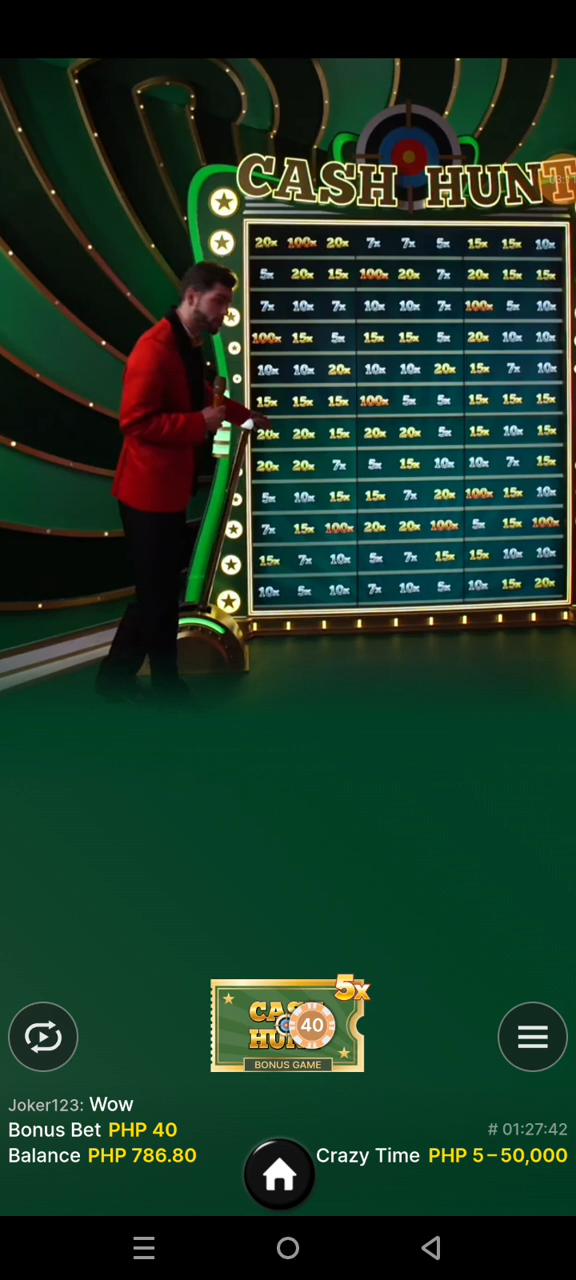 CASH HUNT
20x 100x 20x 7x 7x 5x 15x 15x 10x
5x 20x 15x 100x 20x 7x 20x 15x 15x
7x 10x 7x 10x 10x 7x 100x 5x 10x
100x 15x 5x 15x 15x 5x 20x 10x 10x
10x 10x 20x 10x 10x 20x 15x 7x 10x
15x 15x 15x 100x 5x 5x 15x 15x 15x
20x 20x 15x 20x 20x 5x 15x 10x 15x
20x 20x 7x 5x 15x 10x 10x 7x 15x
5x 10x 15x 15x 7x 20x 100x 15x 10x
7x 15x 100x 20x 20x 100x 5x 15x 100x
15x 7x 10x 5x 7x 15x 15x 10x 10x
10x 5x 10x 7x 10x 5x 10x 15x 20x
5x
40
BONUS GAME
Joker123: Wow
Bonus Bet PHP 40
# 01:27:42
Balance PHP 786.80
Crazy Time PHP 5–50,000